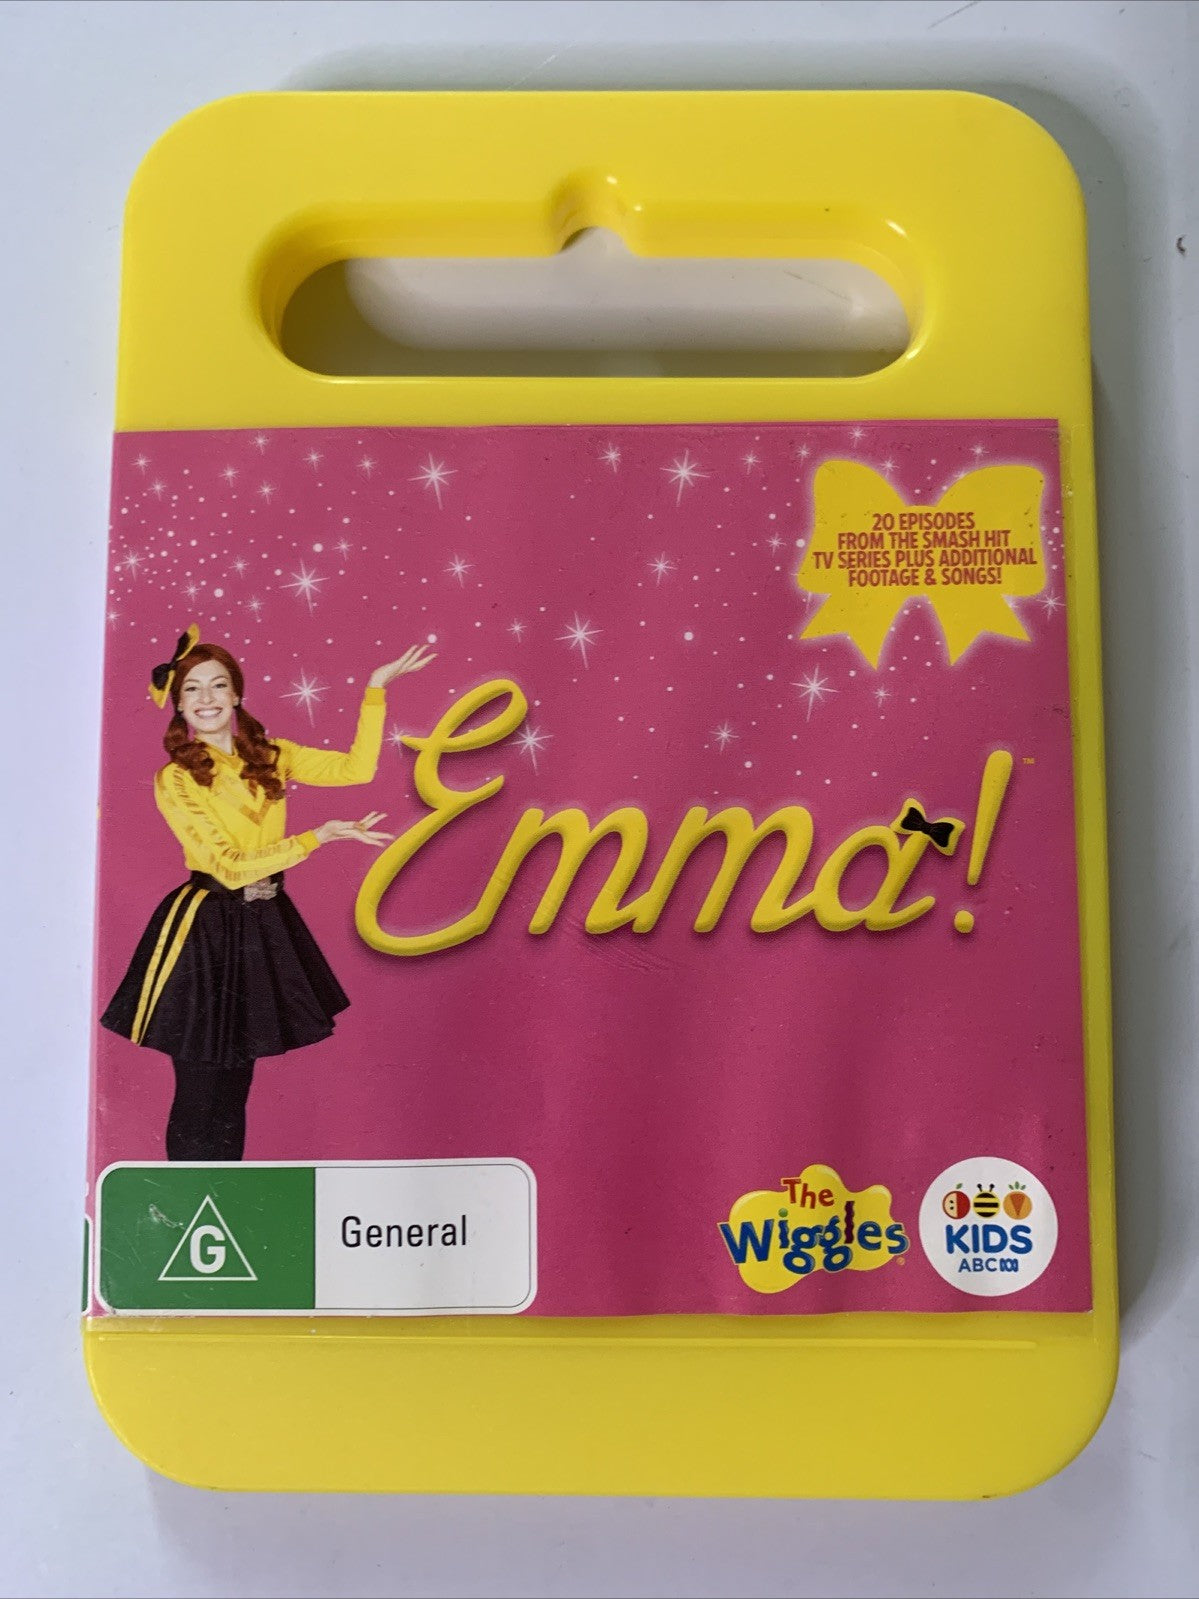 20 EPISODES
FROM THE SMASH HIT
TV SERIES PLUS ADDITIONAL
FOOTAGE & SONGS!
Emma!™
G
General
The
Wiggles
KIDS
ABC